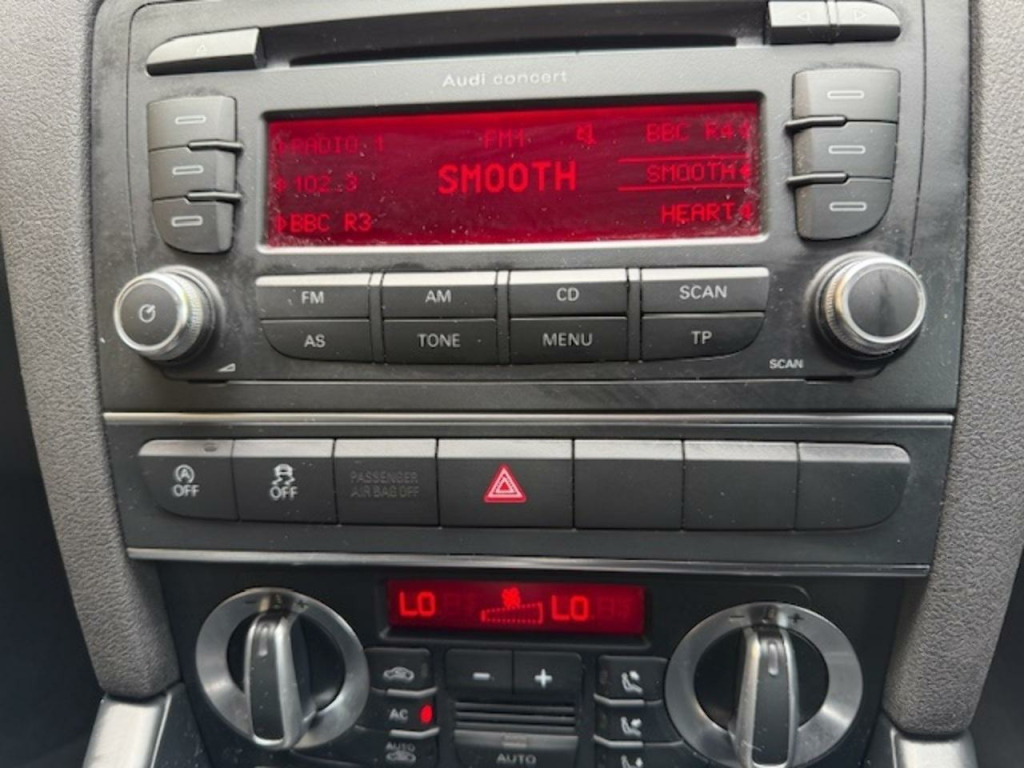 Audi concert
RADIO 1 FM1 BBC R4
102.3 SMOOTH SMOOTH
BBC R3 HEART
FM AM CD SCAN
AS TONE MENU TP
SCAN
A OFF OFF PASSENGER AIR BAG OFF
LO LO
- +
AC
AUTO AUTO